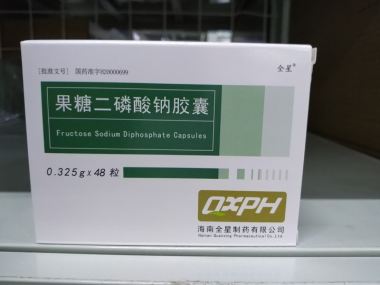 [批准文号] 国药准字H20000699
全星®
果糖二磷酸钠胶囊
Fructose Sodium Diphosphate Capsules
0.325g×48粒
QXPH
海南全星制药有限公司
Hainan Quanxing Pharmaceutical Co.,Ltd.